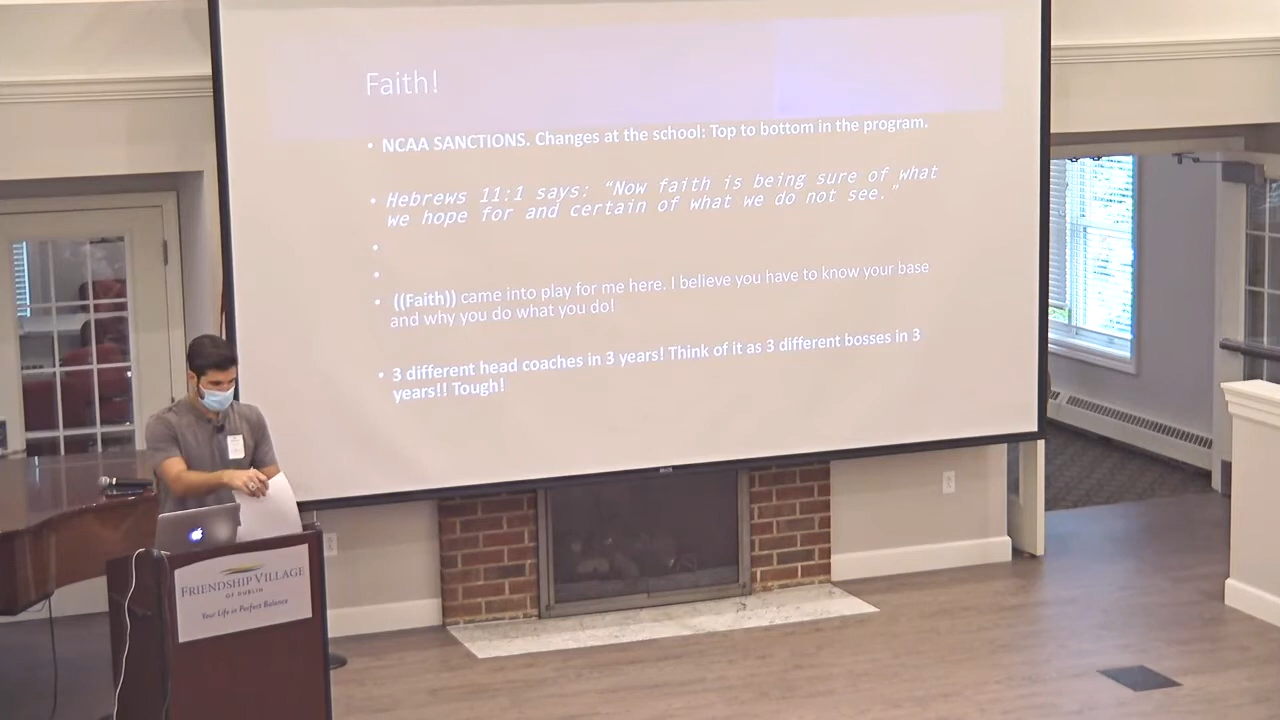 Faith!
• NCAA SANCTIONS. Changes at the school: Top to bottom in the program.
• Hebrews 11:1 says: “Now faith is being sure of what
we hope for and certain of what we do not see.”
•
•
• ((Faith)) came into play for me here. I believe you have to know your base
and why you do what you do!
• 3 different head coaches in 3 years! Think of it as 3 different bosses in 3
years!! Tough!
FRIENDSHIP VILLAGE
OF DUBLIN
Your Life in Perfect Balance